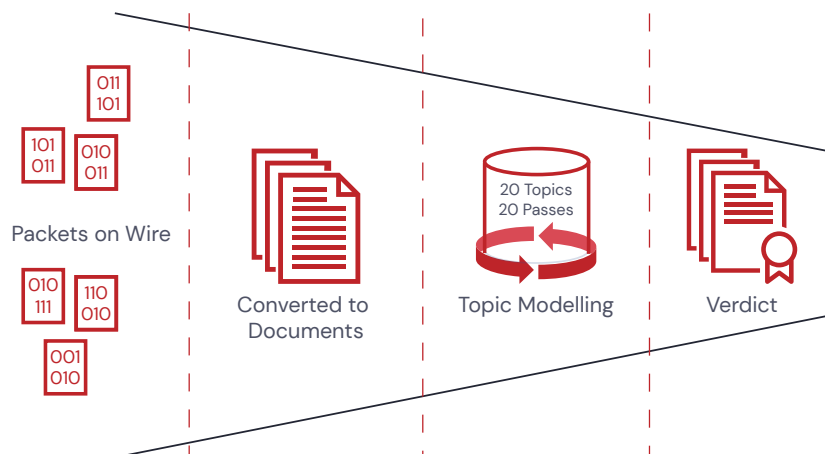 011
101
101
011
010
011
Packets on Wire
010
111
110
010
001
010
Converted to
Documents
20 Topics
20 Passes
Topic Modelling
Verdict